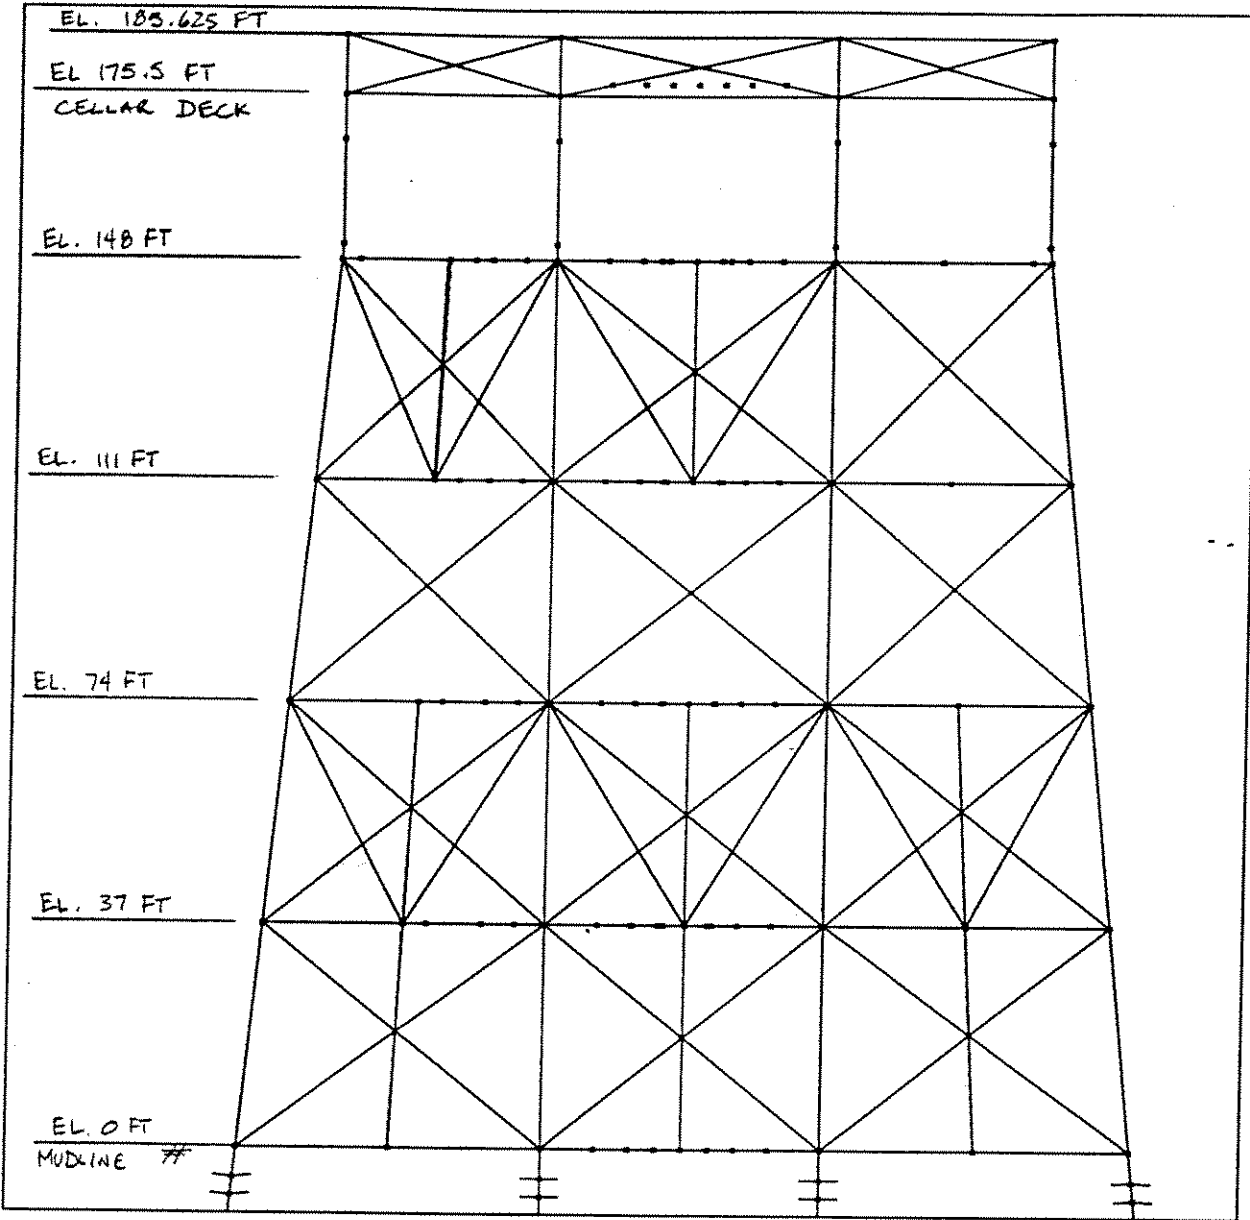 EL. 183.625 FT
EL 175.5 FT
CELLAR DECK
EL. 148 FT
EL. 111 FT
EL. 74 FT
EL. 37 FT
EL. 0 FT
MUDLINE